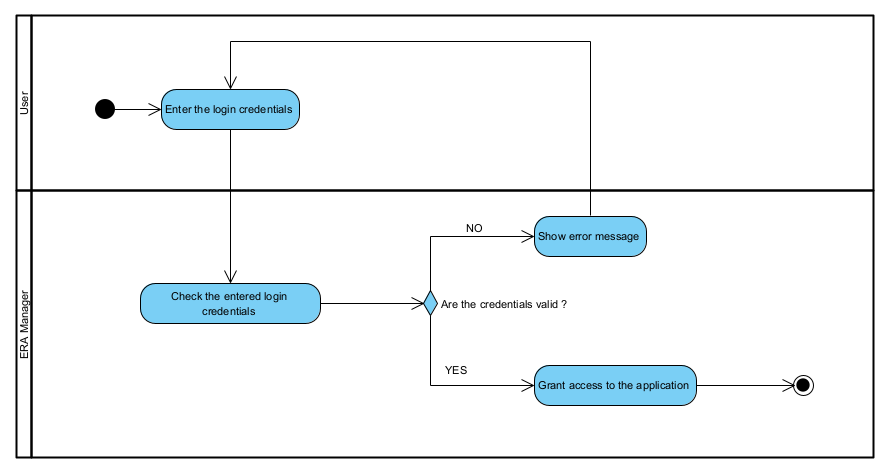 User
Enter the login credentials
ERA Manager
NO
Show error message
Check the entered login
credentials
Are the credentials valid ?
YES
Grant access to the application